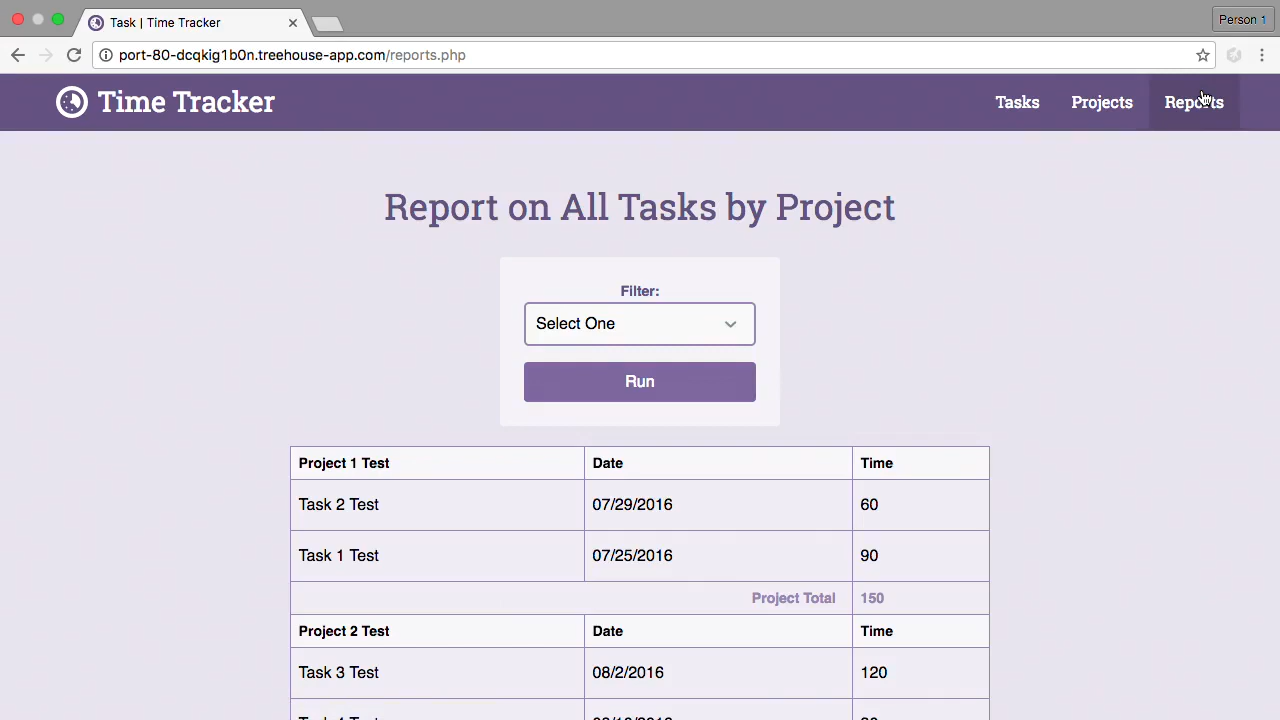 Task | Time Tracker
Person 1
port-80-dcqkig1b0n.treehouse-app.com/reports.php
Time Tracker
Tasks Projects Reports
Report on All Tasks by Project
Filter:
Select One
Run
Project 1 Test Date Time
Task 2 Test 07/29/2016 60
Task 1 Test 07/25/2016 90
Project Total 150
Project 2 Test Date Time
Task 3 Test 08/2/2016 120